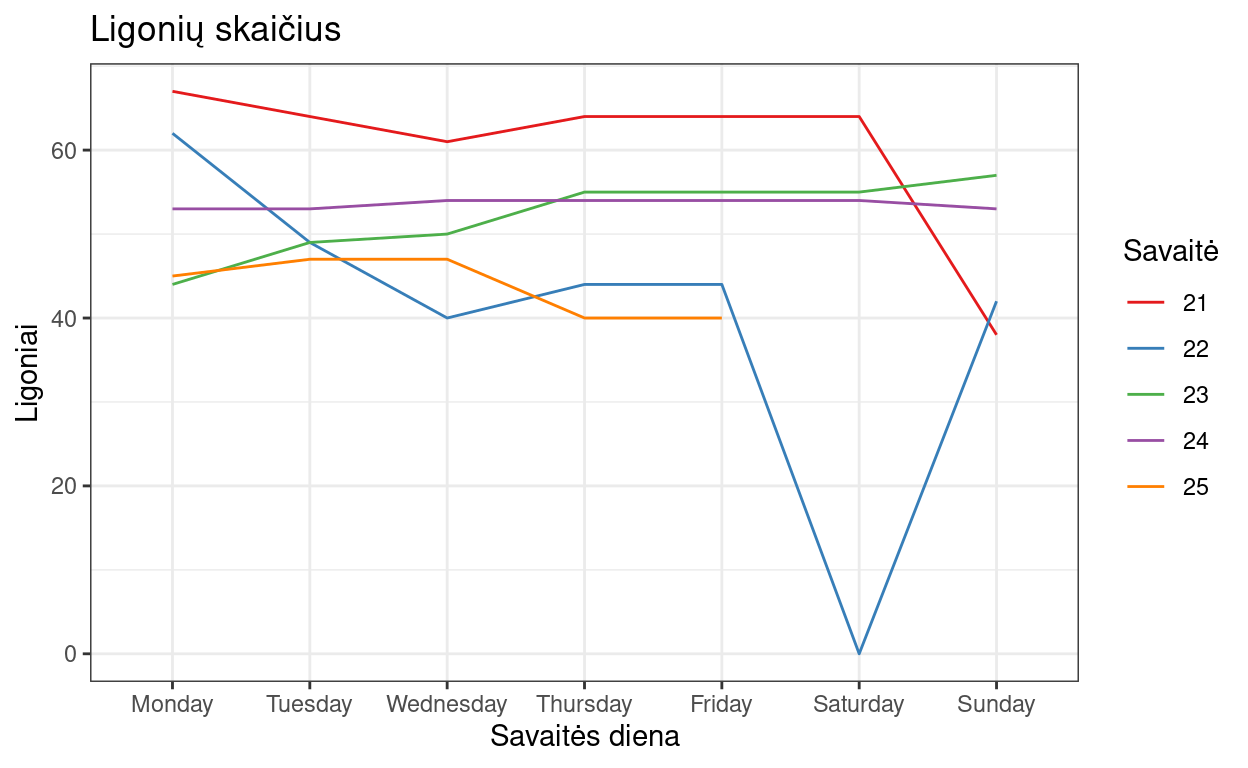 Ligonių skaičius
Ligoniai
60
40
20
0
Monday Tuesday Wednesday Thursday Friday Saturday Sunday
Savaitės diena
Savaitė
21
22
23
24
25